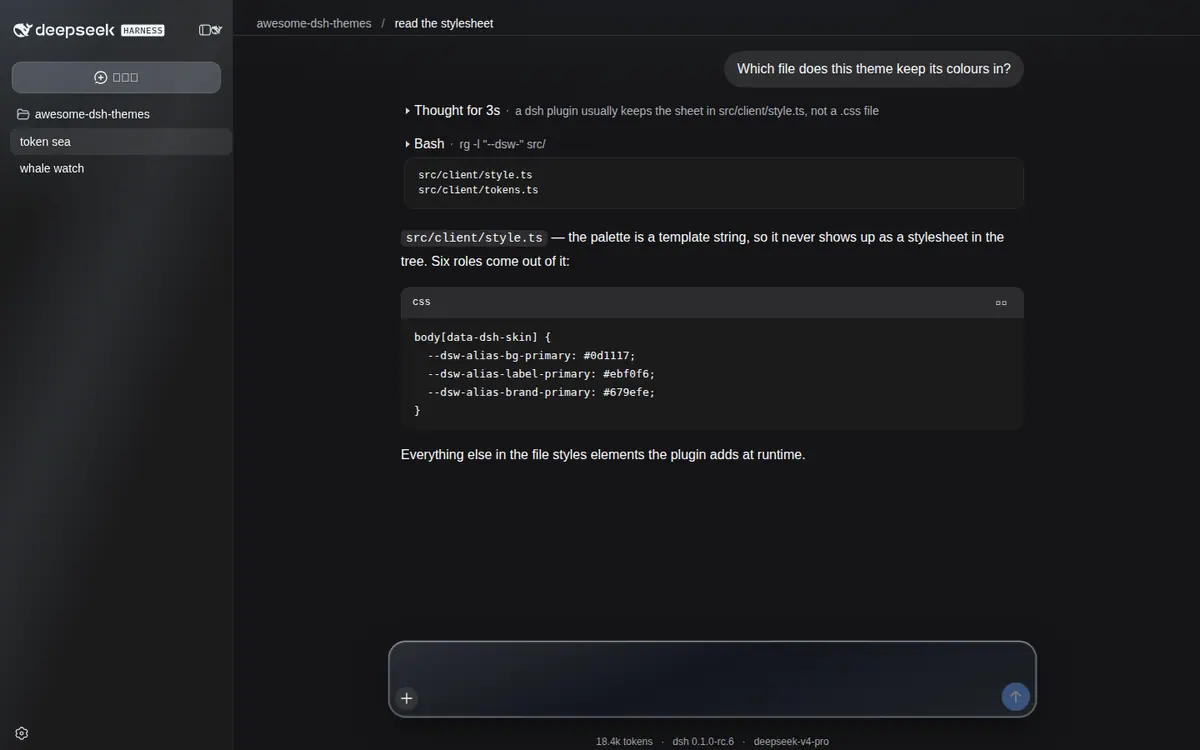 deepseek HARNESS
awesome-dsh-themes
token sea
whale watch
awesome-dsh-themes / read the stylesheet
Which file does this theme keep its colours in?
Thought for 3s · a dsh plugin usually keeps the sheet in src/client/style.ts, not a .css file
Bash · rg -l "--dsw-" src/
src/client/style.ts
src/client/tokens.ts
src/client/style.ts — the palette is a template string, so it never shows up as a stylesheet in the
tree. Six roles come out of it:
css
body[data-dsh-skin] {
  --dsw-alias-bg-primary: #0d1117;
  --dsw-alias-label-primary: #ebf0f6;
  --dsw-alias-brand-primary: #679efe;
}
Everything else in the file styles elements the plugin adds at runtime.
18.4k tokens · dsh 0.1.0-rc.6 · deepseek-v4-pro